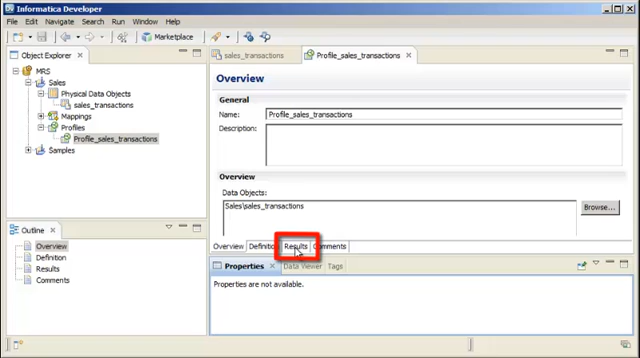 Informatica Developer
File Edit Navigate Search Run Window Help
Marketplace
Object Explorer
MRS
Sales
Physical Data Objects
sales_transactions
Mappings
Profiles
Profile_sales_transactions
Samples
Outline
Overview
Definition
Results
Comments
sales_transactions Profile_sales_transactions
Overview
General
Name: Profile_sales_transactions
Description:
Overview
Data Objects:
Sales\sales_transactions
Browse...
Overview Definition Results Comments
Properties Data Viewer Tags
Properties are not available.